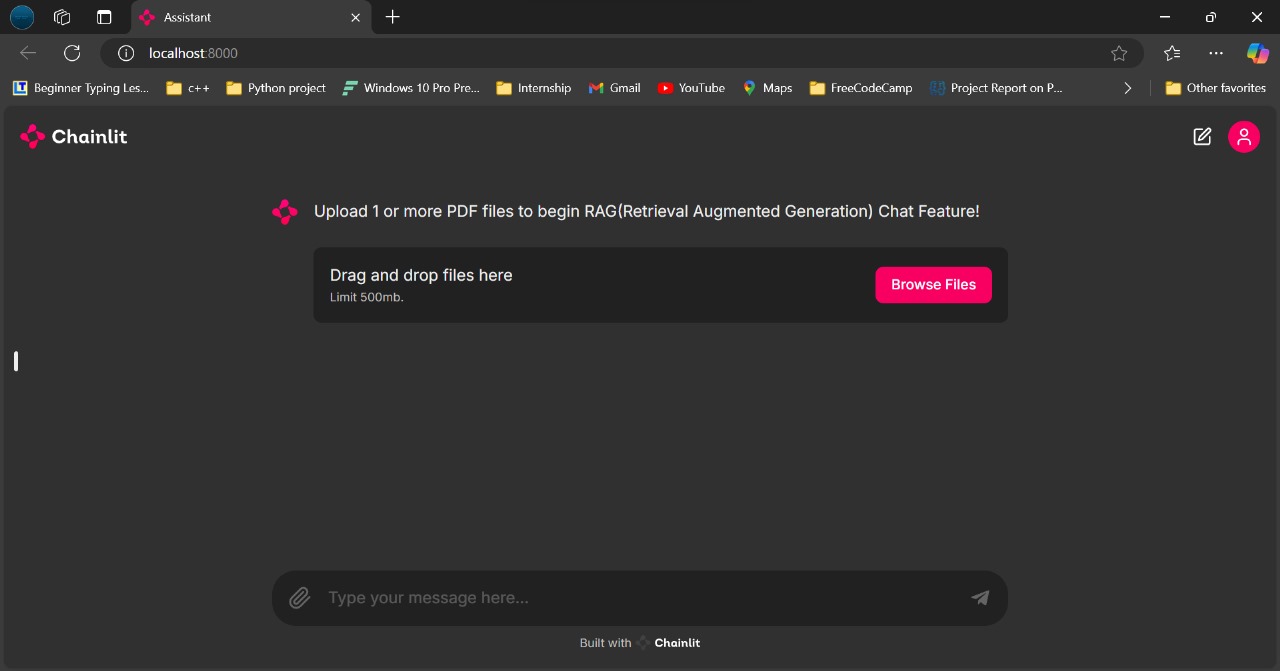 Assistant
localhost:8000
Beginner Typing Les... c++ Python project Windows 10 Pro Pre... Internship Gmail YouTube Maps FreeCodeCamp Project Report on P... Other favorites
Chainlit
Upload 1 or more PDF files to begin RAG(Retrieval Augmented Generation) Chat Feature!
Drag and drop files here
Limit 500mb.
Browse Files
Type your message here...
Built with Chainlit